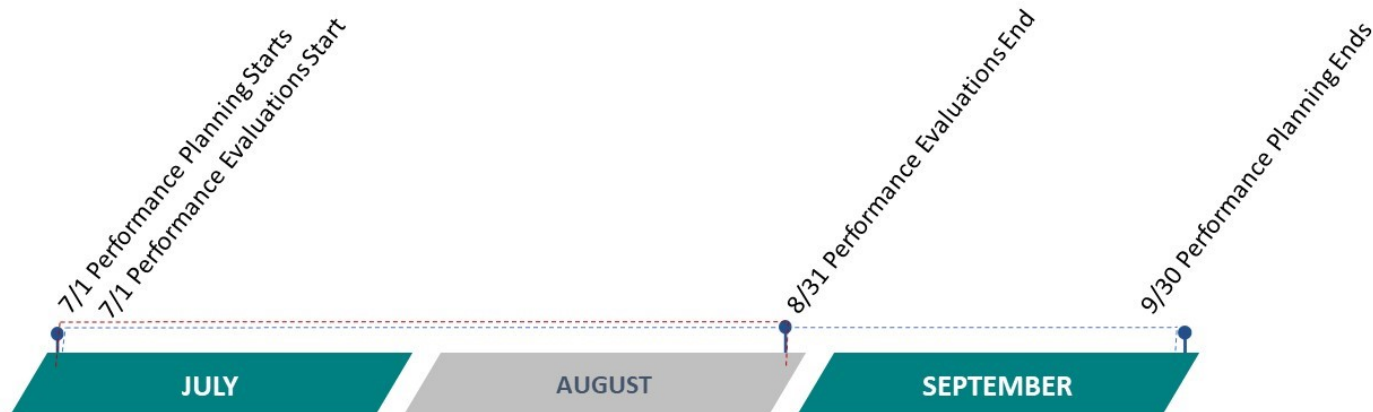 7/1 Performance Planning Starts
7/1 Performance Evaluations Start
8/31 Performance Evaluations End
9/30 Performance Planning Ends
JULY
AUGUST
SEPTEMBER